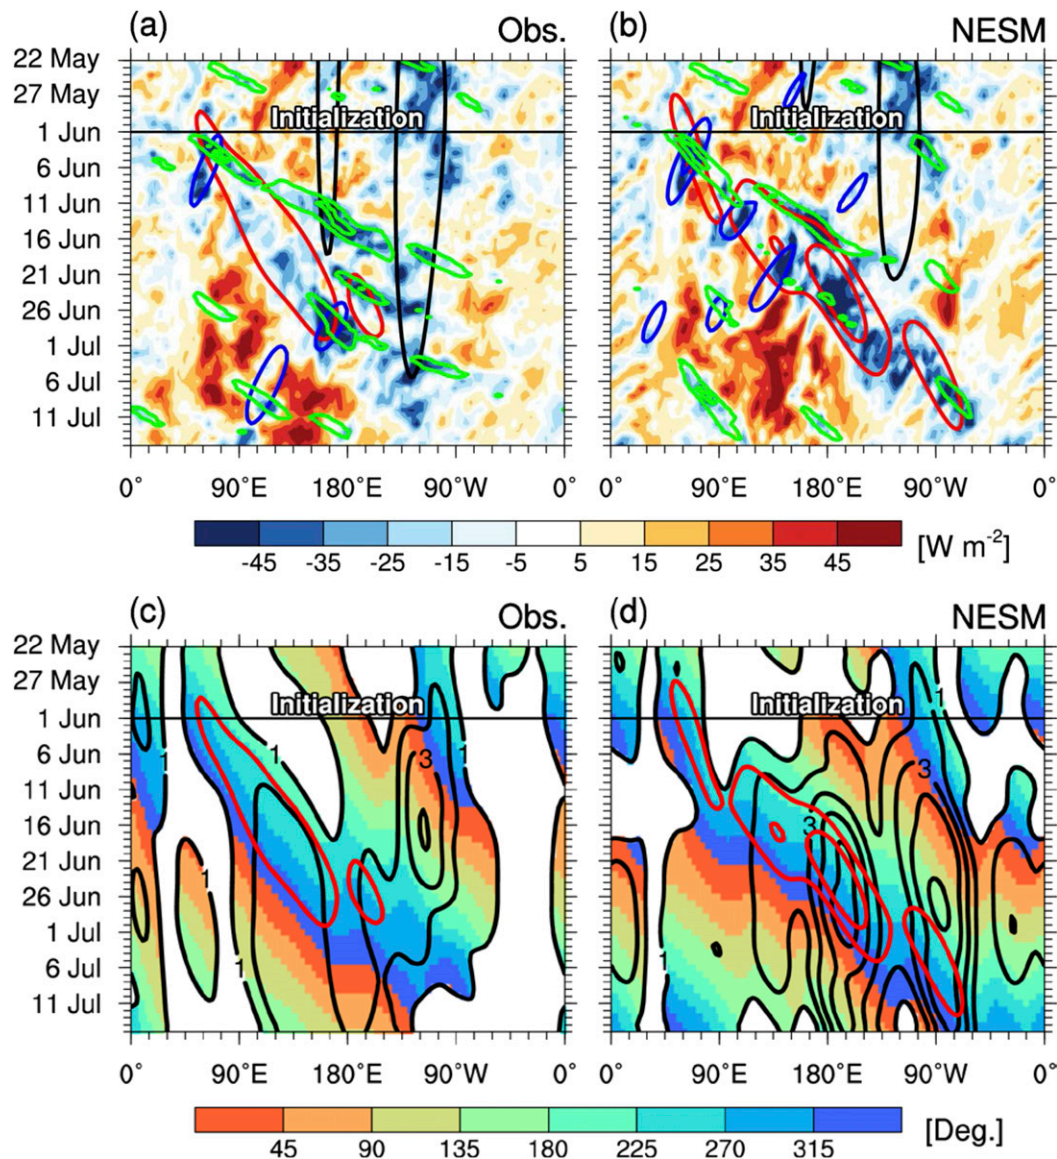 (a) Obs. (b) NESM
22 May
27 May
Initialization Initialization
1 Jun
6 Jun
11 Jun
16 Jun
21 Jun
26 Jun
1 Jul
6 Jul
11 Jul
0° 90°E 180°E 90°W 0° 0° 90°E 180°E 90°W 0°
-45 -35 -25 -15 -5 5 15 25 35 45 [W m-2]
(c) Obs. (d) NESM
22 May
27 May
1
Initialization Initialization
1 Jun
1 1 3 1 3
6 Jun
11 Jun
16 Jun
3
21 Jun
1
26 Jun
1 Jul
6 Jul
1 1
11 Jul
0° 90°E 180°E 90°W 0° 0° 90°E 180°E 90°W 0°
45 90 135 180 225 270 315 [Deg.]